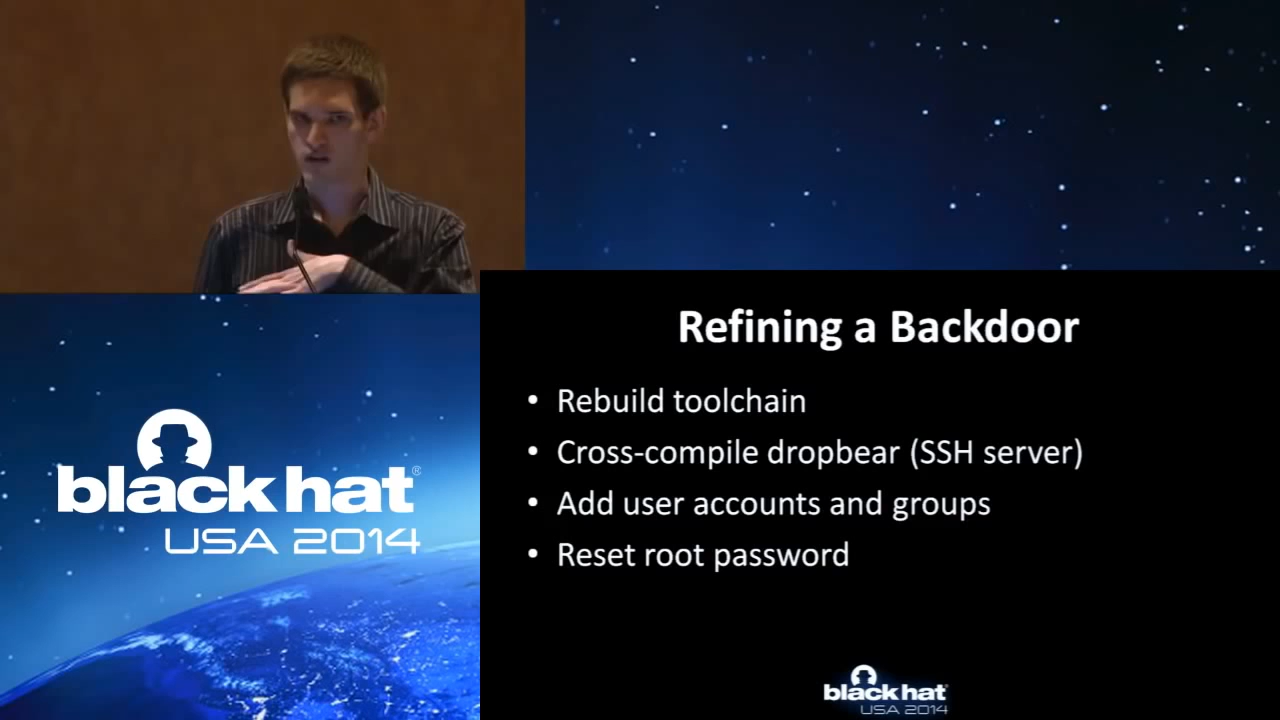 Refining a Backdoor
• Rebuild toolchain
• Cross-compile dropbear (SSH server)
• Add user accounts and groups
• Reset root password
black hat®
USA 2014
black hat®
USA 2014